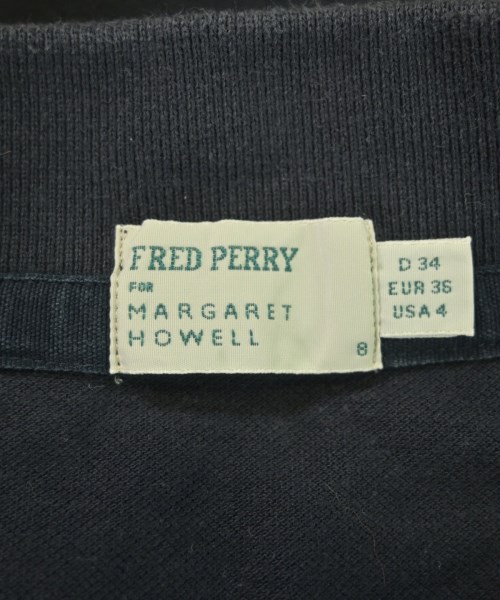 FRED PERRY
FOR
MARGARET
HOWELL
8
D 34
EUR 36
USA 4